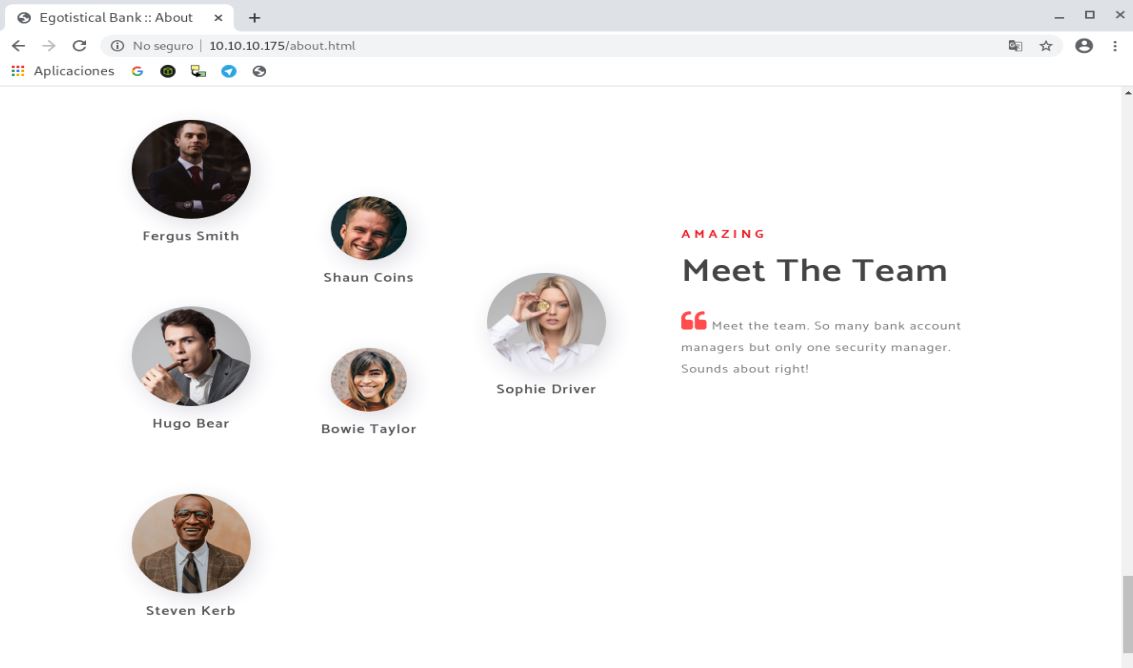 Egotistical Bank :: About
No seguro | 10.10.10.175/about.html
Aplicaciones
Fergus Smith
Shaun Coins
Hugo Bear
Bowie Taylor
Sophie Driver
Steven Kerb
AMAZING
Meet The Team
“ Meet the team. So many bank account
managers but only one security manager.
Sounds about right!